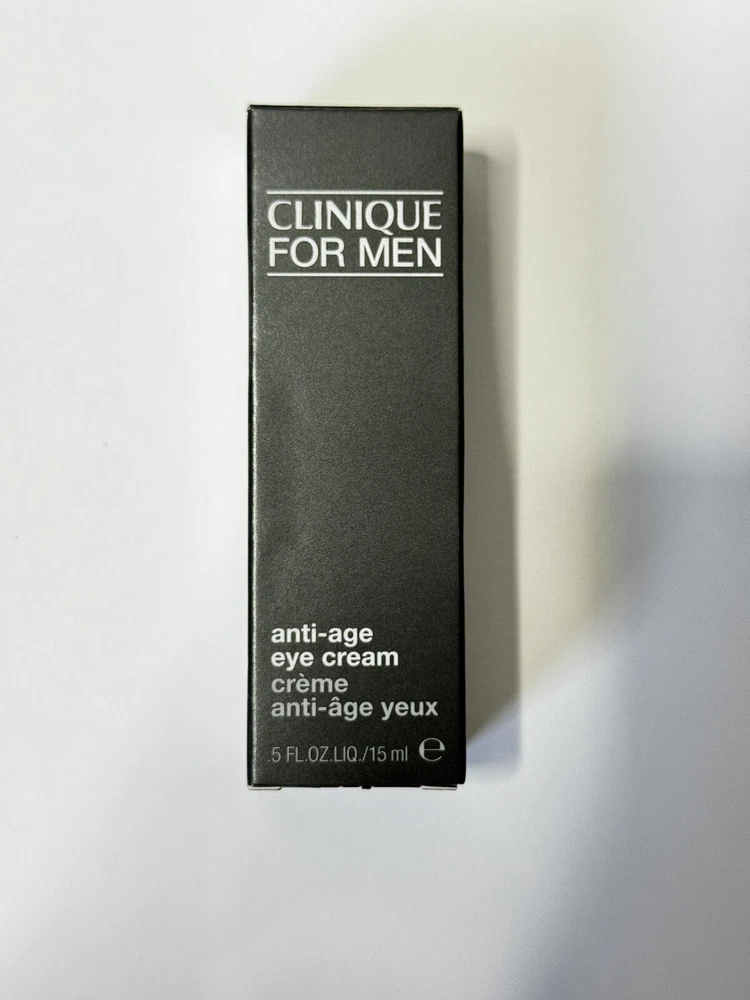 CLINIQUE
FOR MEN
anti-age
eye cream
crème
anti-âge yeux
.5 FL.OZ.LIQ./15 ml ℮